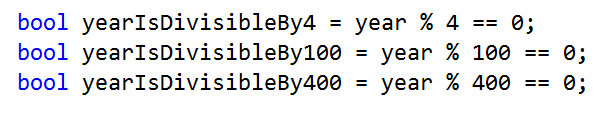 bool yearIsDivisibleBy4 = year % 4 == 0;
bool yearIsDivisibleBy100 = year % 100 == 0;
bool yearIsDivisibleBy400 = year % 400 == 0;